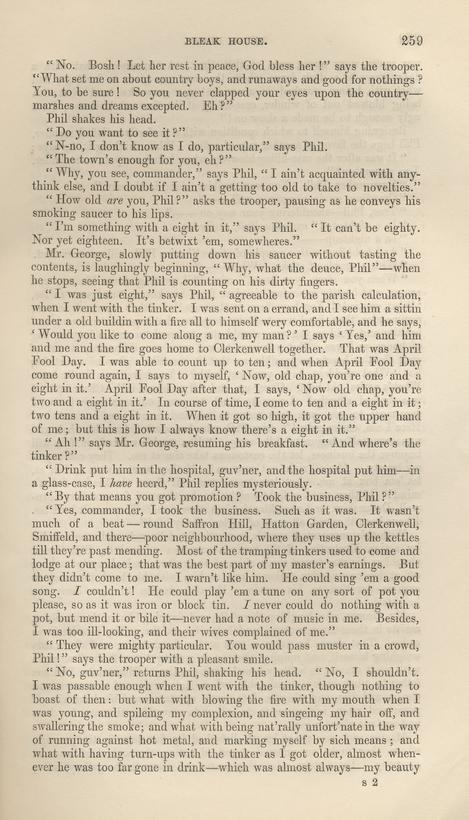 BLEAK HOUSE. 259
“No. Bosh! Let her rest in peace, God bless her!” says the trooper.
“What set me on about country boys, and runaways and good for nothings?
You, to be sure! So you never clapped your eyes upon the country—
marshes and dreams excepted. Eh?”
Phil shakes his head.
“Do you want to see it?”
“N-no, I don't know as I do, particular,” says Phil.
“The town's enough for you, eh?”
“Why, you see, commander,” says Phil, “I ain't acquainted with any-
think else, and I doubt if I ain't a getting too old to take to novelties.”
“How old are you, Phil?” asks the trooper, pausing as he conveys his
smoking saucer to his lips.
“I'm something with a eight in it,” says Phil. “It can't be eighty.
Nor yet eighteen. It's betwixt 'em, somewheres.”
Mr. George, slowly putting down his saucer without tasting the
contents, is laughingly beginning, “Why, what the deuce, Phil”—when
he stops, seeing that Phil is counting on his dirty fingers.
“I was just eight,” says Phil, “agreeable to the parish calculation,
when I went with the tinker. I was sent on a errand, and I see him a sittin
under a old buildin with a fire all to himself wery comfortable, and he says,
‘Would you like to come along a me, my man?’ I says ‘Yes,’ and him
and me and the fire goes home to Clerkenwell together. That was April
Fool Day. I was able to count up to ten; and when April Fool Day
come round again, I says to myself, ‘Now, old chap, you're one and a
eight in it.’ April Fool Day after that, I says, ‘Now old chap, you're
two and a eight in it.’ In course of time, I come to ten and a eight in it;
two tens and a eight in it. When it got so high, it got the upper hand
of me; but this is how I always know there's a eight in it.”
“Ah!” says Mr. George, resuming his breakfast. “And where's the
tinker?”
“Drink put him in the hospital, guv'ner, and the hospital put him—in
a glass-case, I have heerd,” Phil replies mysteriously.
“By that means you got promotion? Took the business, Phil?”
“Yes, commander, I took the business. Such as it was. It wasn't
much of a beat—round Saffron Hill, Hatton Garden, Clerkenwell,
Smiffeld, and there—poor neighbourhood, where they uses up the kettles
till they're past mending. Most of the tramping tinkers used to come and
lodge at our place; that was the best part of my master's earnings. But
they didn't come to me. I warn't like him. He could sing 'em a good
song. I couldn't! He could play 'em a tune on any sort of pot you
please, so as it was iron or block tin. I never could do nothing with a
pot, but mend it or bile it—never had a note of music in me. Besides,
I was too ill-looking, and their wives complained of me.”
“They were mighty particular. You would pass muster in a crowd,
Phil!” says the trooper with a pleasant smile.
“No, guv'ner,” returns Phil, shaking his head. “No, I shouldn't.
I was passable enough when I went with the tinker, though nothing to
boast of then: but what with blowing the fire with my mouth when I
was young, and spileing my complexion, and singeing my hair off, and
swallering the smoke; and what with being nat'rally unfort'nate in the way
of running against hot metal, and marking myself by sich means; and
what with having turn-ups with the tinker as I got older, almost when-
ever he was too far gone in drink—which was almost always—my beauty
s 2